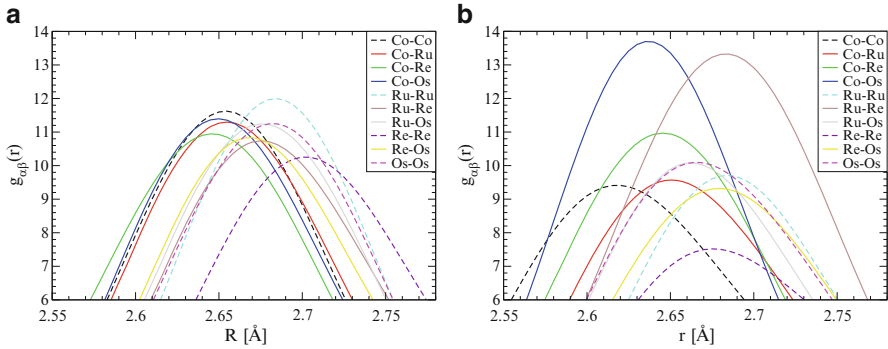 a
14
13
12
11
10
9
8
7
6
g_αβ(r)
2.55 2.6 2.65 2.7 2.75
R [Å]
Co-Co
Co-Ru
Co-Re
Co-Os
Ru-Ru
Ru-Re
Ru-Os
Re-Re
Re-Os
Os-Os
b
14
13
12
11
10
9
8
7
6
g_αβ(r)
2.55 2.6 2.65 2.7 2.75
r [Å]
Co-Co
Co-Ru
Co-Re
Co-Os
Ru-Ru
Ru-Re
Ru-Os
Re-Re
Re-Os
Os-Os